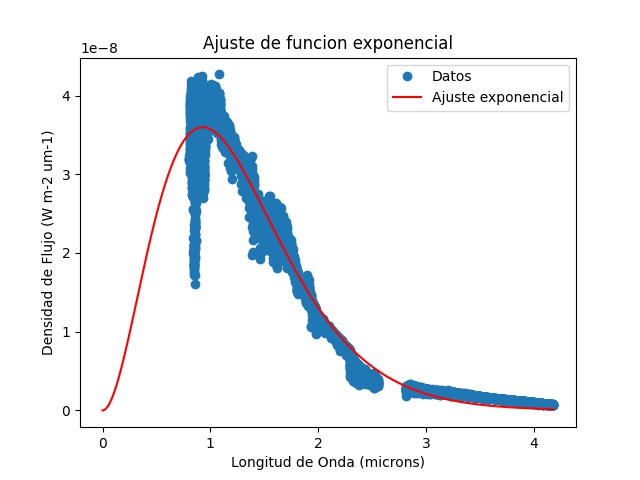 Ajuste de funcion exponencial
1e−8
Datos
Ajuste exponencial
4
3
2
1
0
Densidad de Flujo (W m-2 um-1)
0 1 2 3 4
Longitud de Onda (microns)